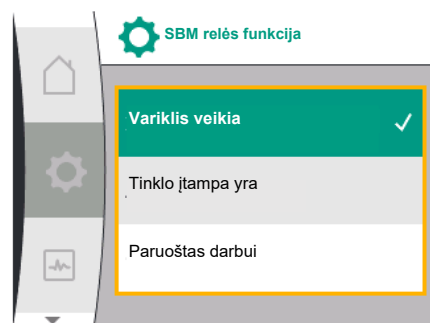 SBM relės funkcija
Variklis veikia
Tinklo įtampa yra
Paruoštas darbui